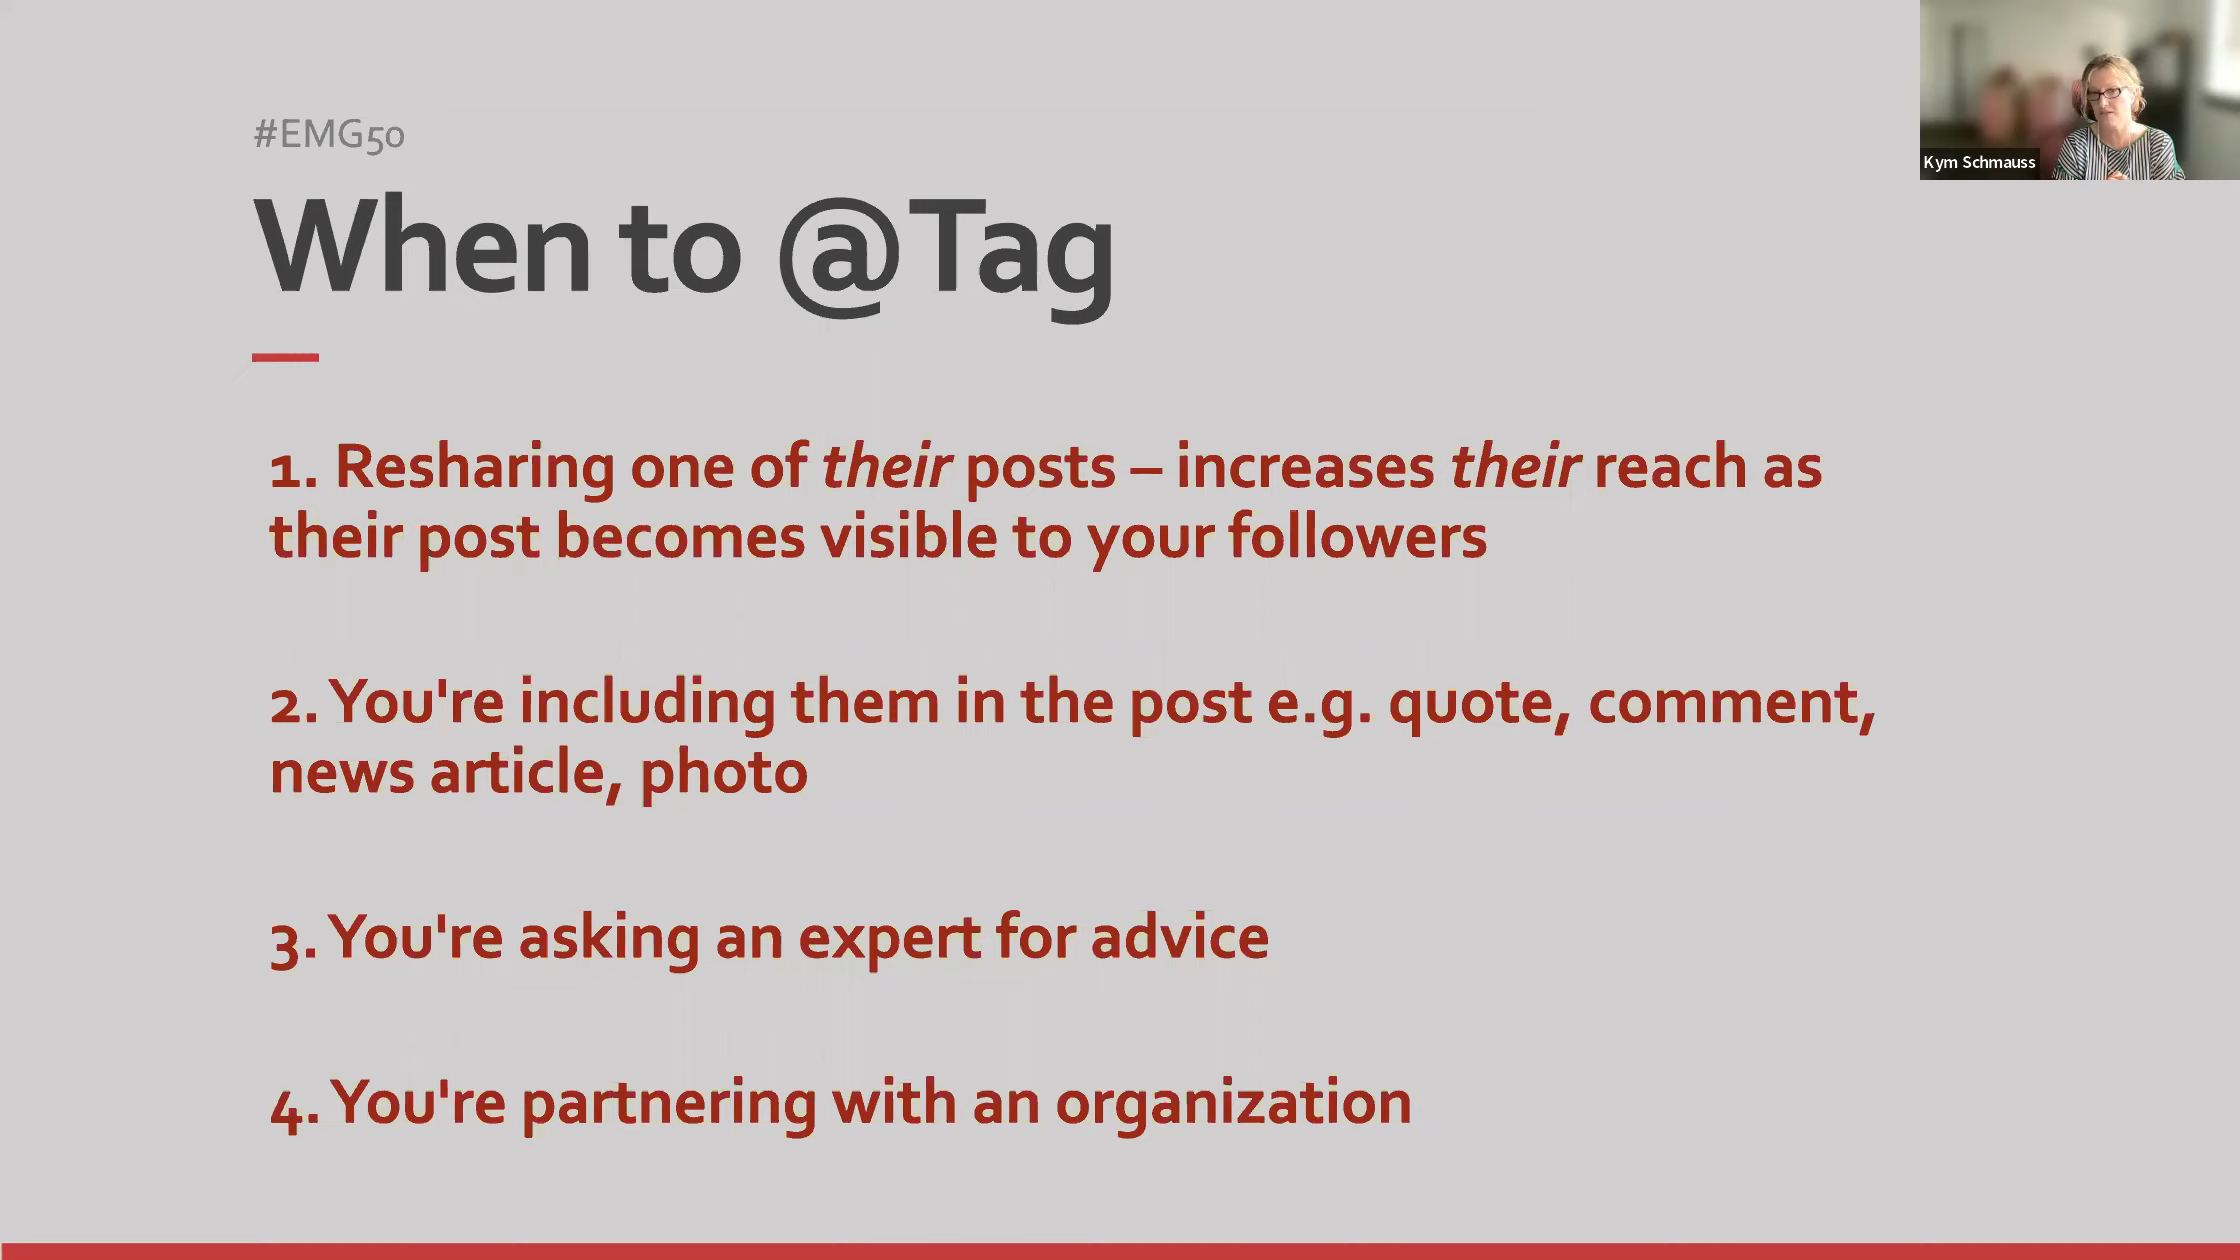 #EMG50
When to @Tag
1. Resharing one of their posts – increases their reach as
their post becomes visible to your followers
2. You're including them in the post e.g. quote, comment,
news article, photo
3. You're asking an expert for advice
4. You're partnering with an organization
Kym Schmauss